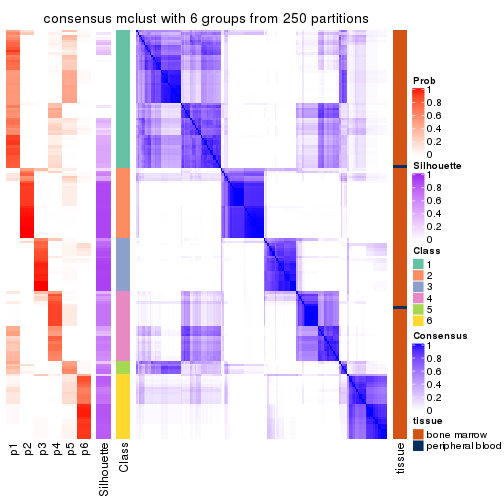 consensus mclust with 6 groups from 250 partitions
Prob
1
0.8
0.6
0.4
0.2
0
Silhouette
1
0.8
0.6
0.4
0.2
0
Class
1
2
3
4
5
6
Consensus
1
0.8
0.6
0.4
0.2
0
tissue
bone marrow
peripheral blood
p1
p2
p3
p4
p5
p6
Silhouette
Class
tissue